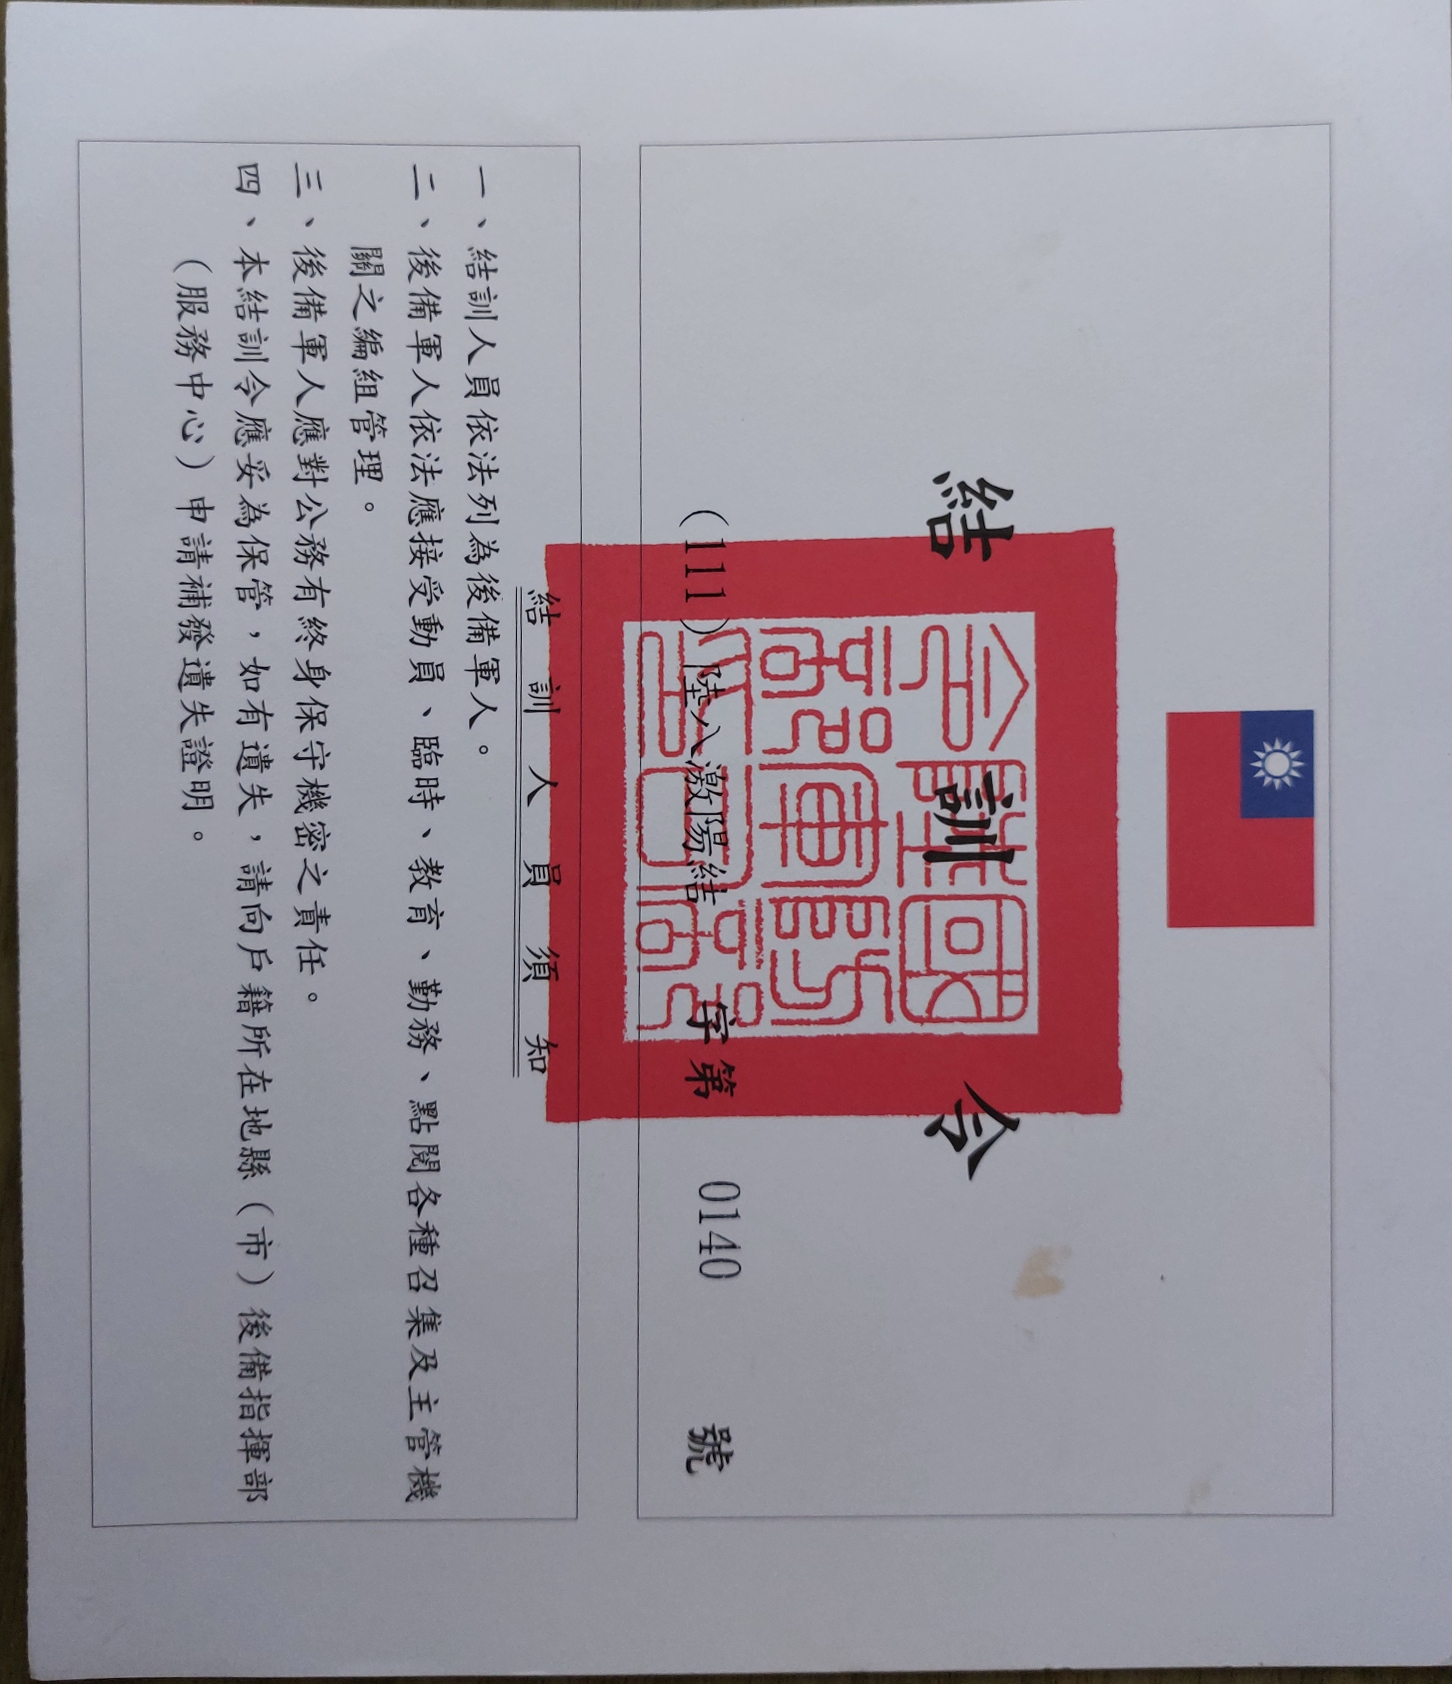 結訓令
（111）陸八激陽結字第0140號
結訓人員須知
一、結訓人員依法列為後備軍人。
二、後備軍人依法應接受動員、臨時、教育、勤務、點閱各種召集及主管機
關之編組管理。
三、後備軍人應對公務有終身保守機密之責任。
四、本結訓令應妥為保管，如有遺失，請向戶籍所在地縣（市）後備指揮部
（服務中心）申請補發遺失證明。